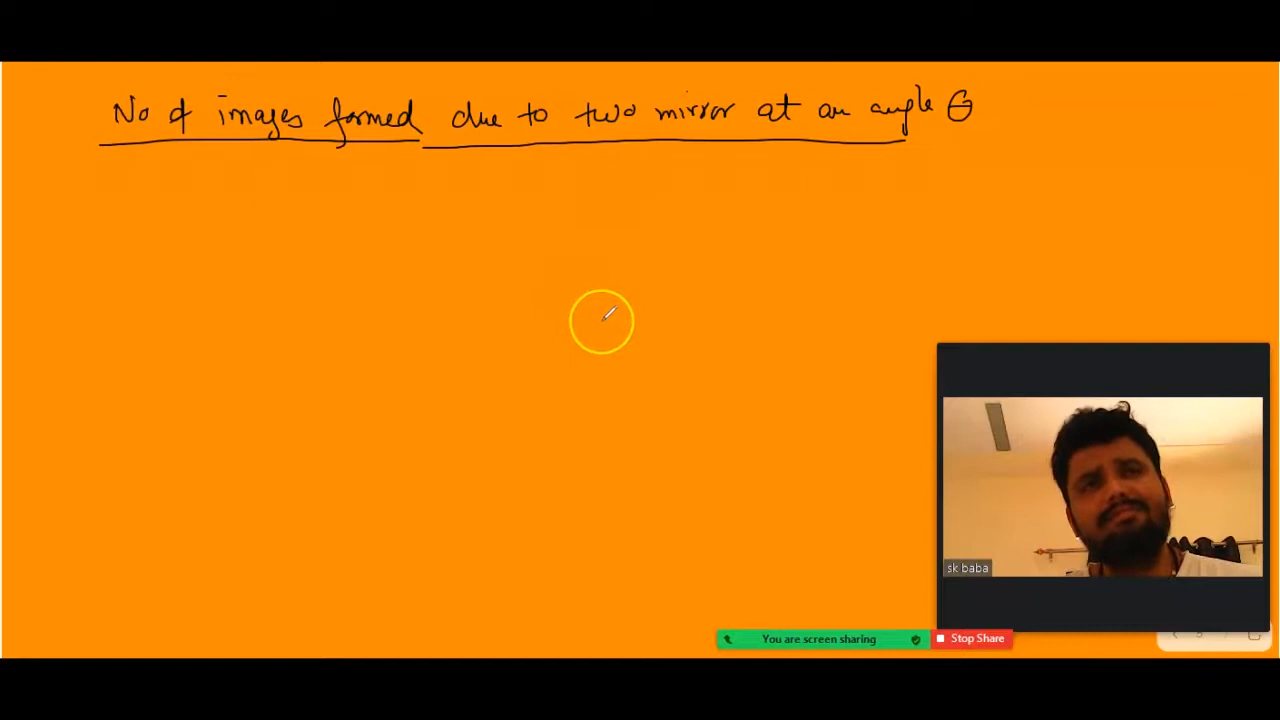 No of images formed due to two mirror at an angle θ
sk baba
You are screen sharing
Stop Share